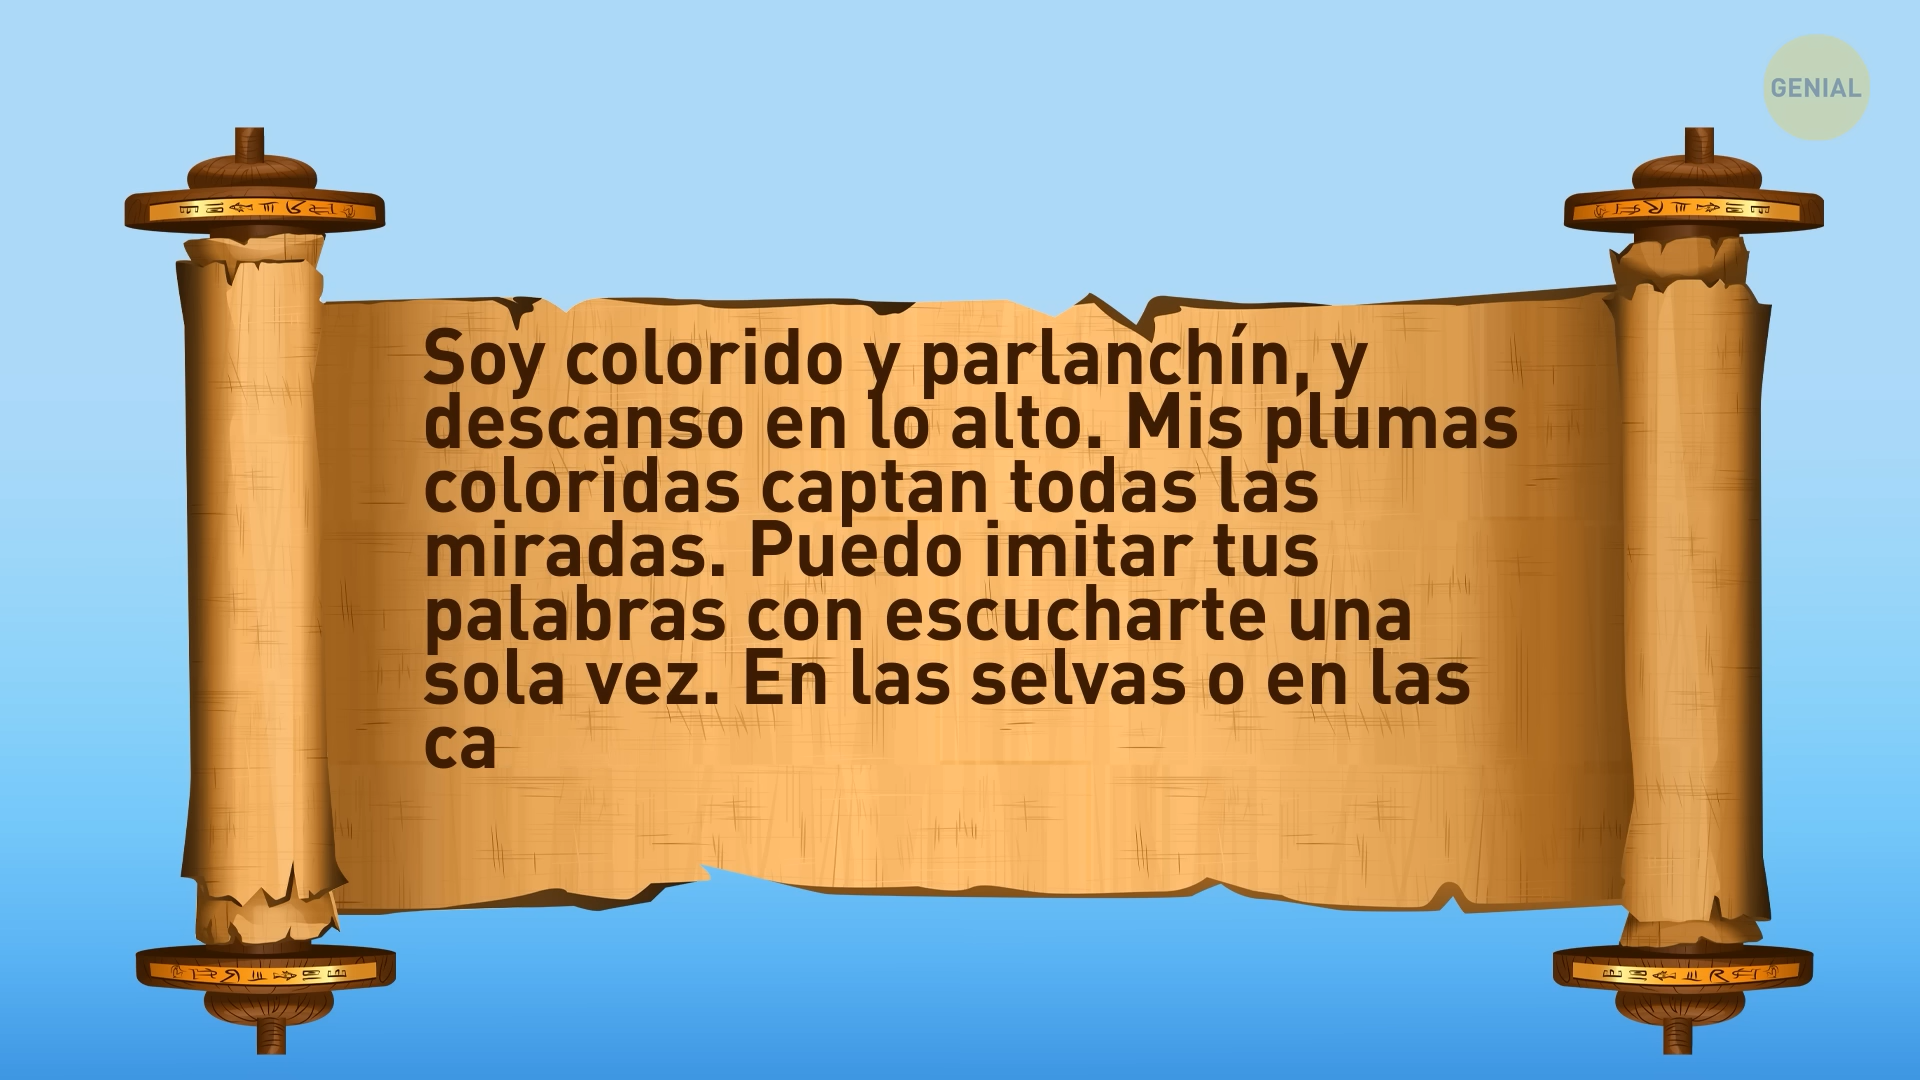 GENIAL
Soy colorido y parlanchín, y
descanso en lo alto. Mis plumas
coloridas captan todas las
miradas. Puedo imitar tus
palabras con escucharte una
sola vez. En las selvas o en las
ca